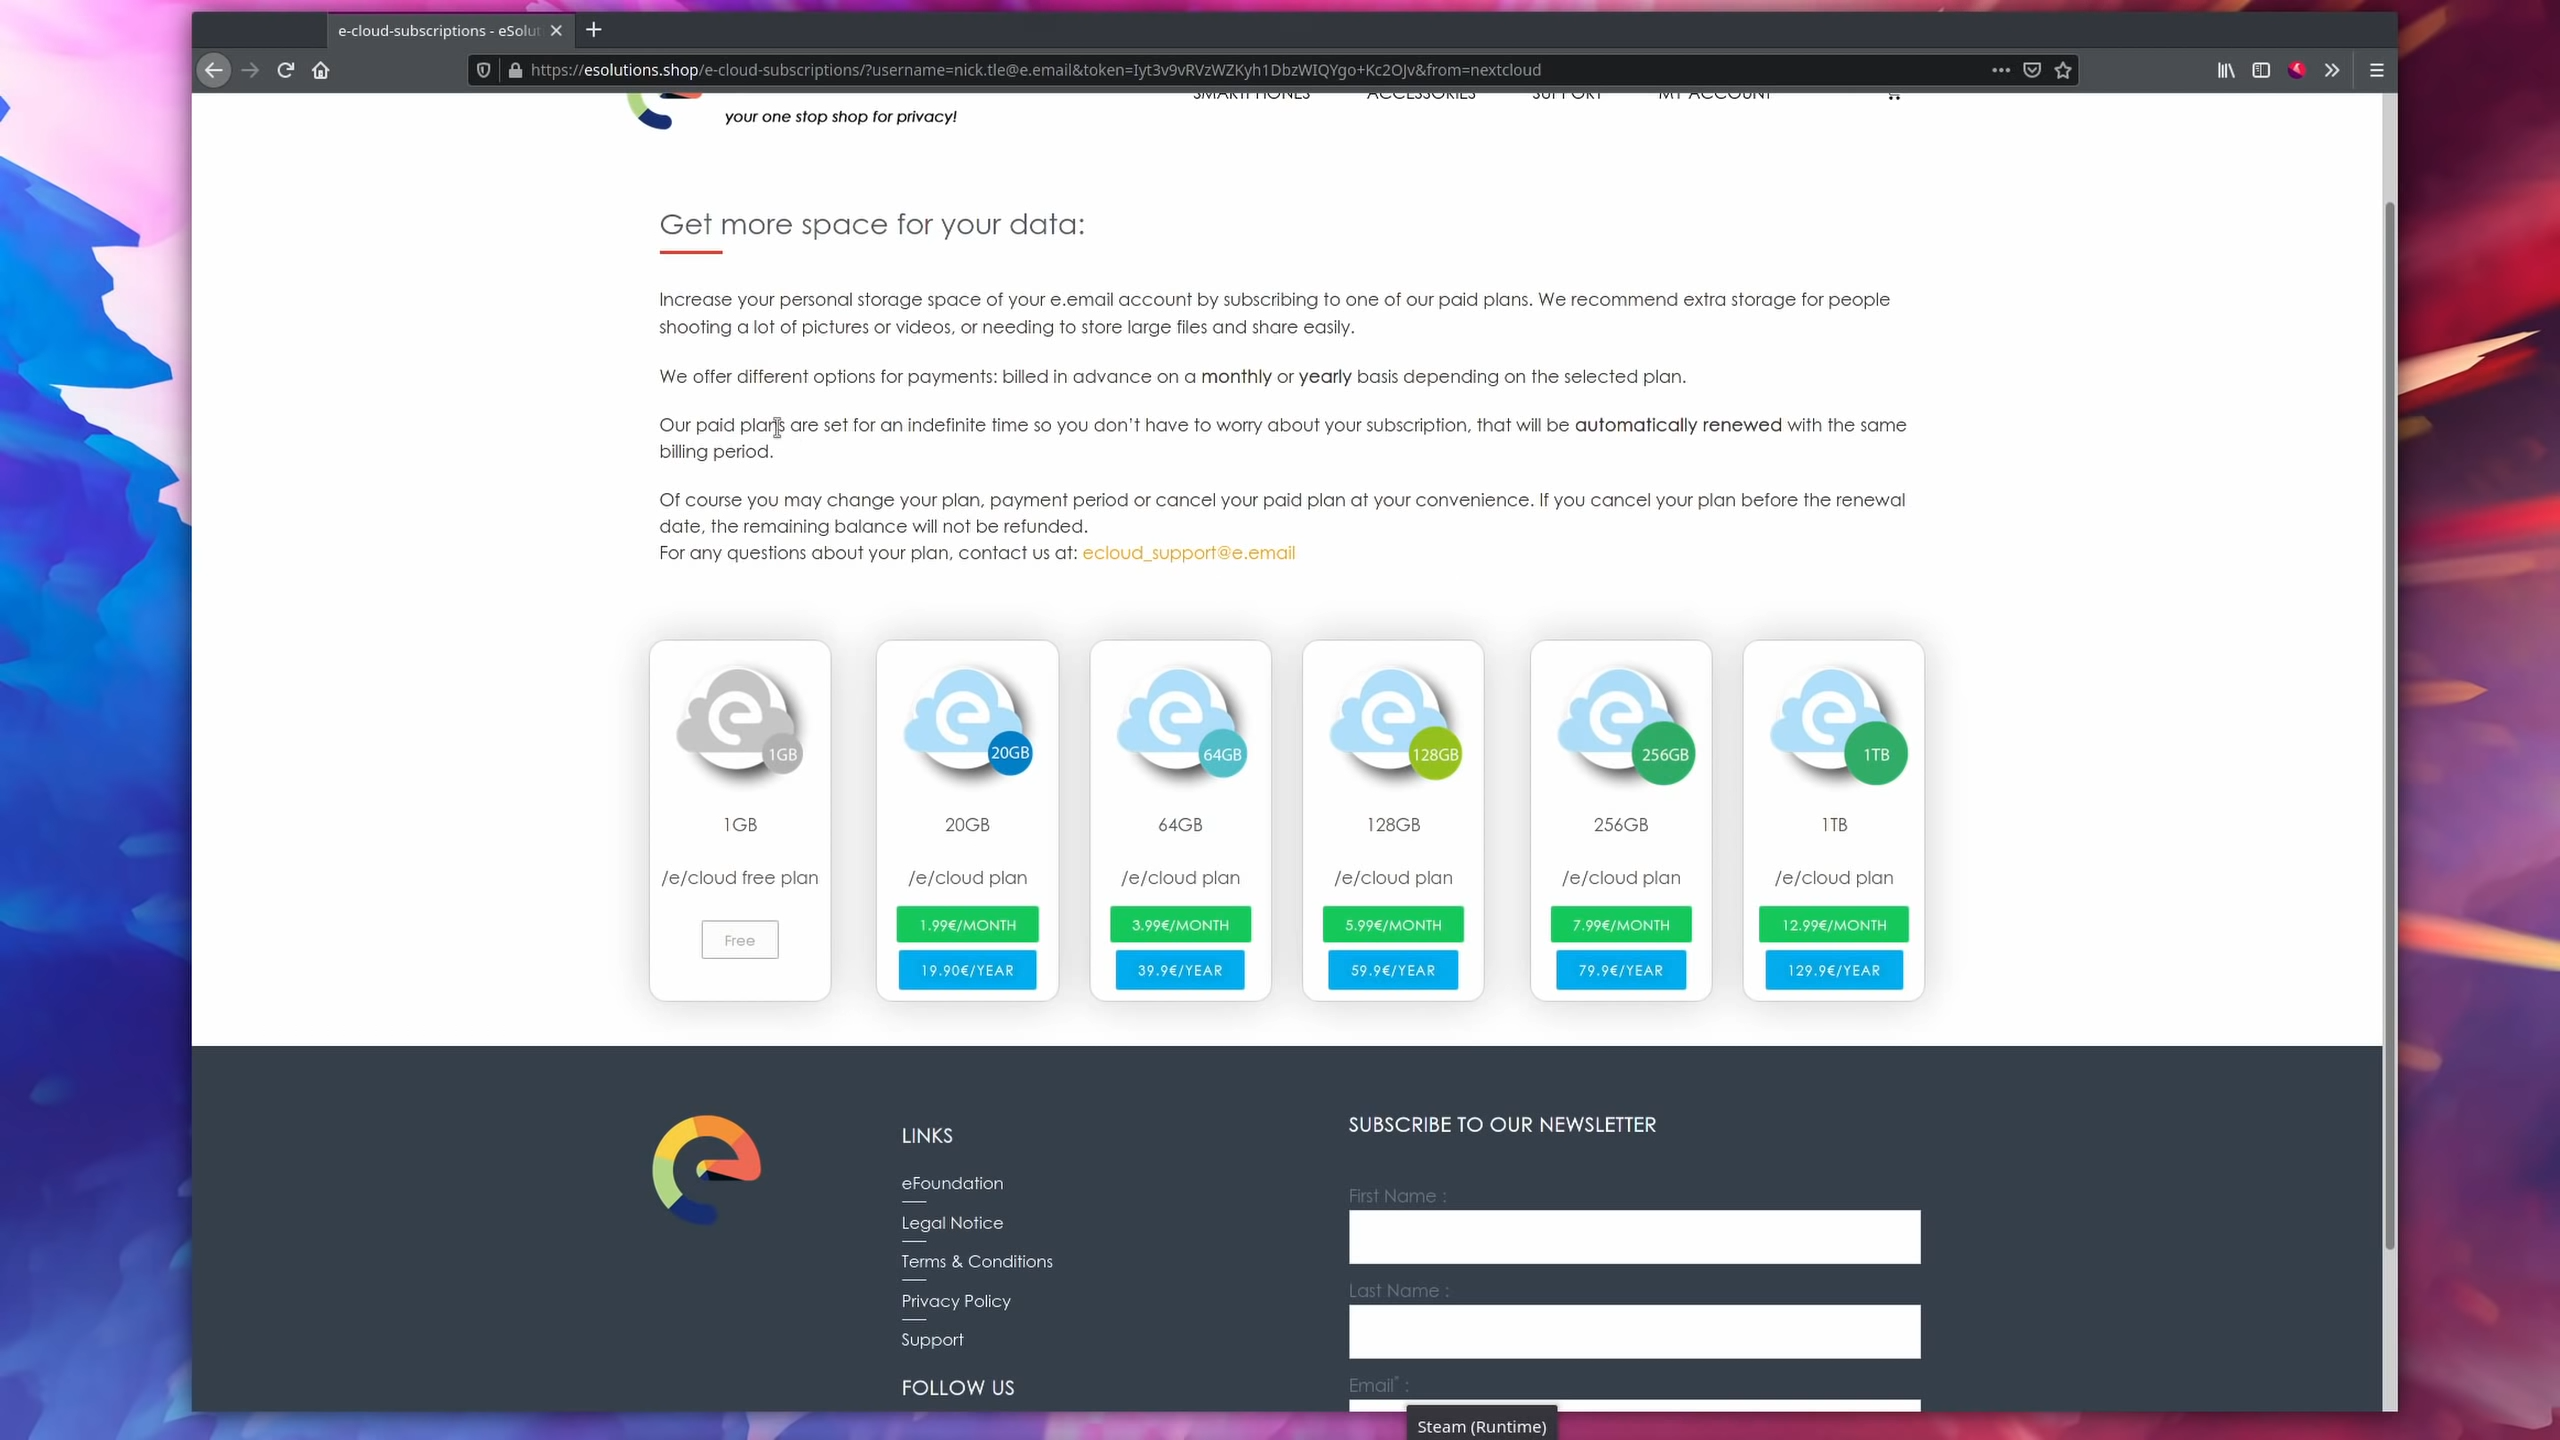 e-cloud-subscriptions - eSolut
https://esolutions.shop/e-cloud-subscriptions/?username=nick.tle@e.email&token=Iyt3v9vRVzWZKyh1DbzWIQYgo+Kc2OJv&from=nextcloud
SMARTPHONES ACCESSORIES SUPPORT MY ACCOUNT
your one stop shop for privacy!
Get more space for your data:
Increase your personal storage space of your e.email account by subscribing to one of our paid plans. We recommend extra storage for people
shooting a lot of pictures or videos, or needing to store large files and share easily.
We offer different options for payments: billed in advance on a monthly or yearly basis depending on the selected plan.
Our paid plans are set for an indefinite time so you don't have to worry about your subscription, that will be automatically renewed with the same
billing period.
Of course you may change your plan, payment period or cancel your paid plan at your convenience. If you cancel your plan before the renewal
date, the remaining balance will not be refunded.
For any questions about your plan, contact us at: ecloud_support@e.email
1GB 20GB 64GB 128GB 256GB 1TB
1GB 20GB 64GB 128GB 256GB 1TB
/e/cloud free plan /e/cloud plan /e/cloud plan /e/cloud plan /e/cloud plan /e/cloud plan
Free 1.99€/MONTH 3.99€/MONTH 5.99€/MONTH 7.99€/MONTH 12.99€/MONTH
19.90€/YEAR 39.9€/YEAR 59.9€/YEAR 79.9€/YEAR 129.9€/YEAR
LINKS
eFoundation
Legal Notice
Terms & Conditions
Privacy Policy
Support
FOLLOW US
SUBSCRIBE TO OUR NEWSLETTER
First Name :
Last Name :
Email* :
Steam (Runtime)